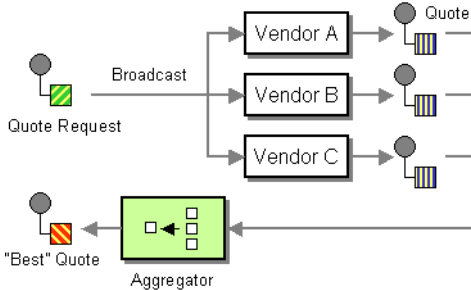 Vendor A
Quote
Broadcast
Vendor B
Quote Request
Vendor C
"Best" Quote
Aggregator